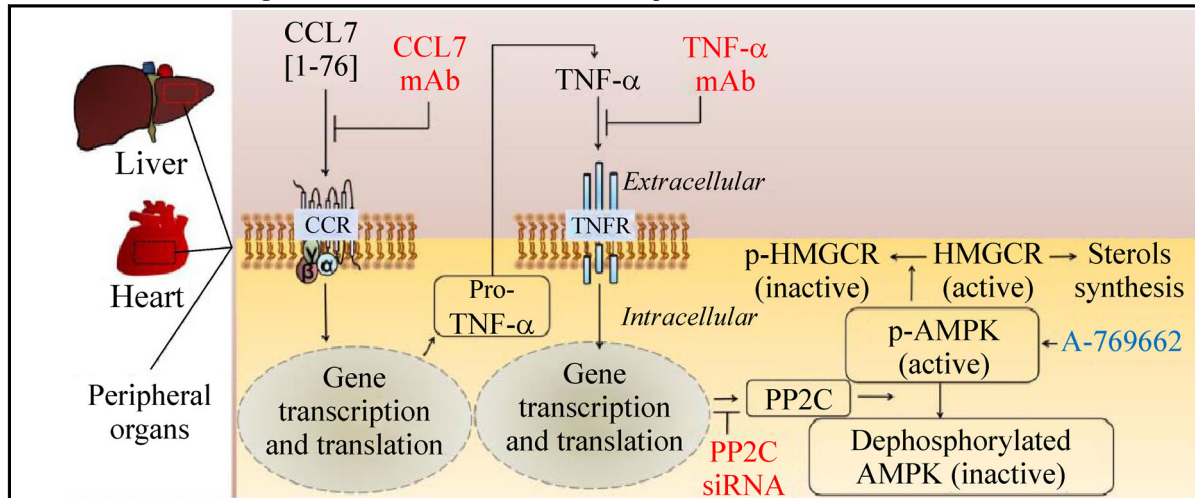 CCL7
[1-76]
CCL7
mAb
TNF-α
TNF-α
mAb
Liver
Extracellular
CCR
TNFR
γ
β
α
Heart
Pro-
TNF-α
Intracellular
p-HMGCR
(inactive)
HMGCR
(active)
Sterols
synthesis
p-AMPK
(active)
A-769662
Peripheral
organs
Gene
transcription
and translation
Gene
transcription
and translation
PP2C
PP2C
siRNA
Dephosphorylated
AMPK (inactive)